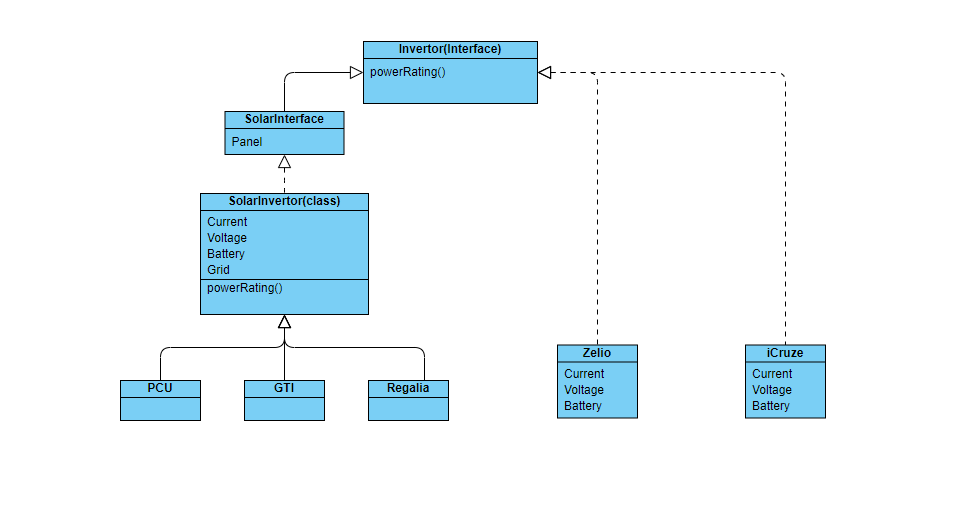 Invertor(Interface)
powerRating()
SolarInterface
Panel
SolarInvertor(class)
Current
Voltage
Battery
Grid
powerRating()
PCU
GTI
Regalia
Zelio
Current
Voltage
Battery
iCruze
Current
Voltage
Battery